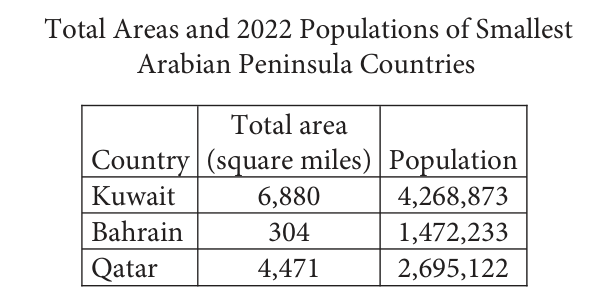 Total Areas and 2022 Populations of Smallest
Arabian Peninsula Countries
Total area
Country (square miles) Population
Kuwait 6,880 4,268,873
Bahrain 304 1,472,233
Qatar 4,471 2,695,122